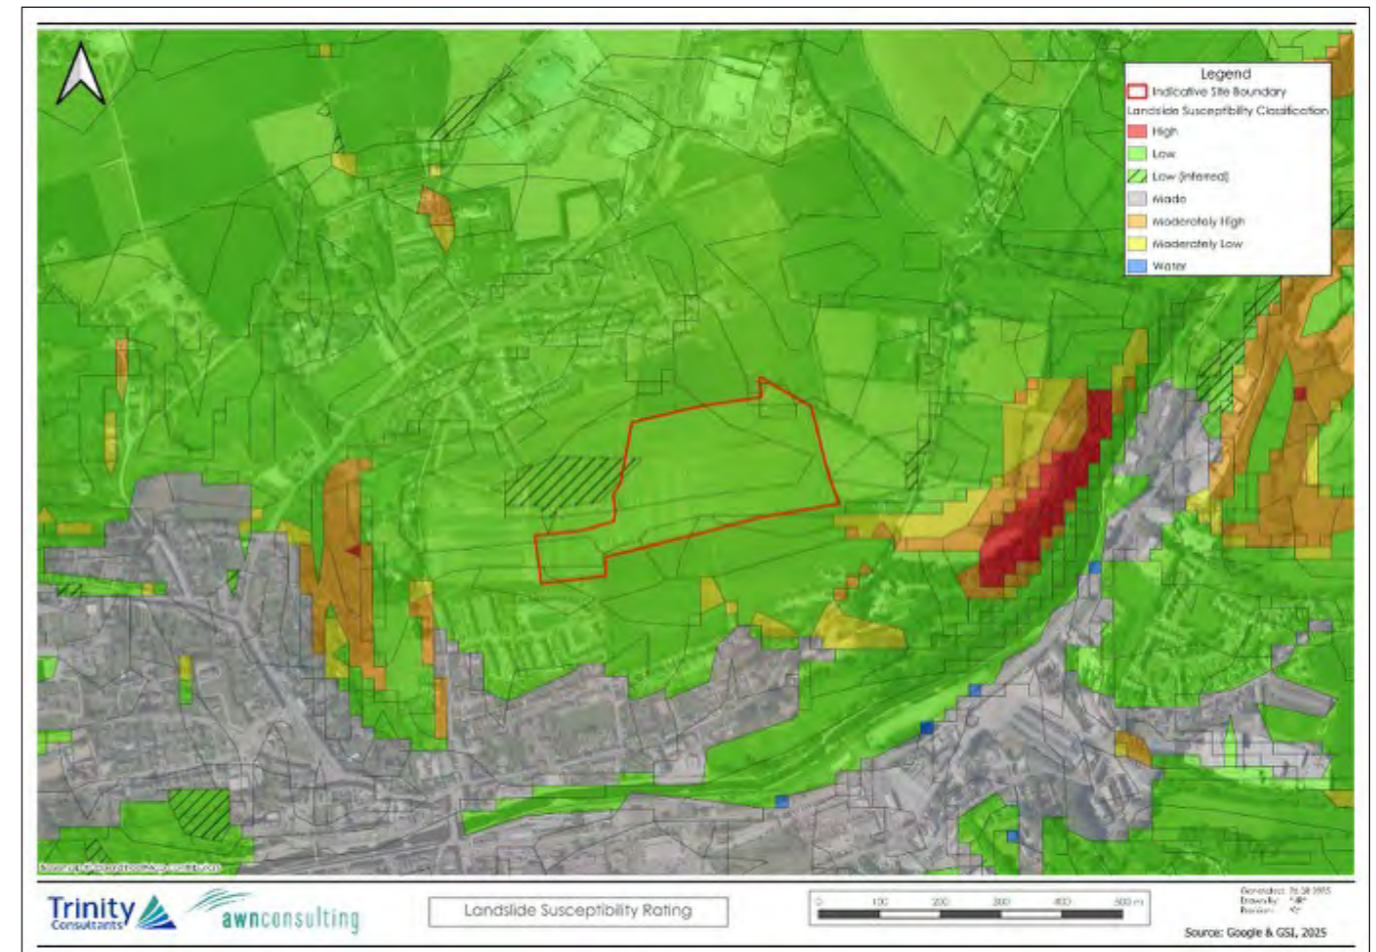 Legend
Indicative Site Boundary
Landslide Susceptibility Classification
High
Low
Low (Inferred)
Made
Moderately High
Moderately Low
Water
Trinity
Consultants
awnconsulting
Landslide Susceptibility Rating
0 100 200 300 400 500 m
Source: Google & GSI, 2025